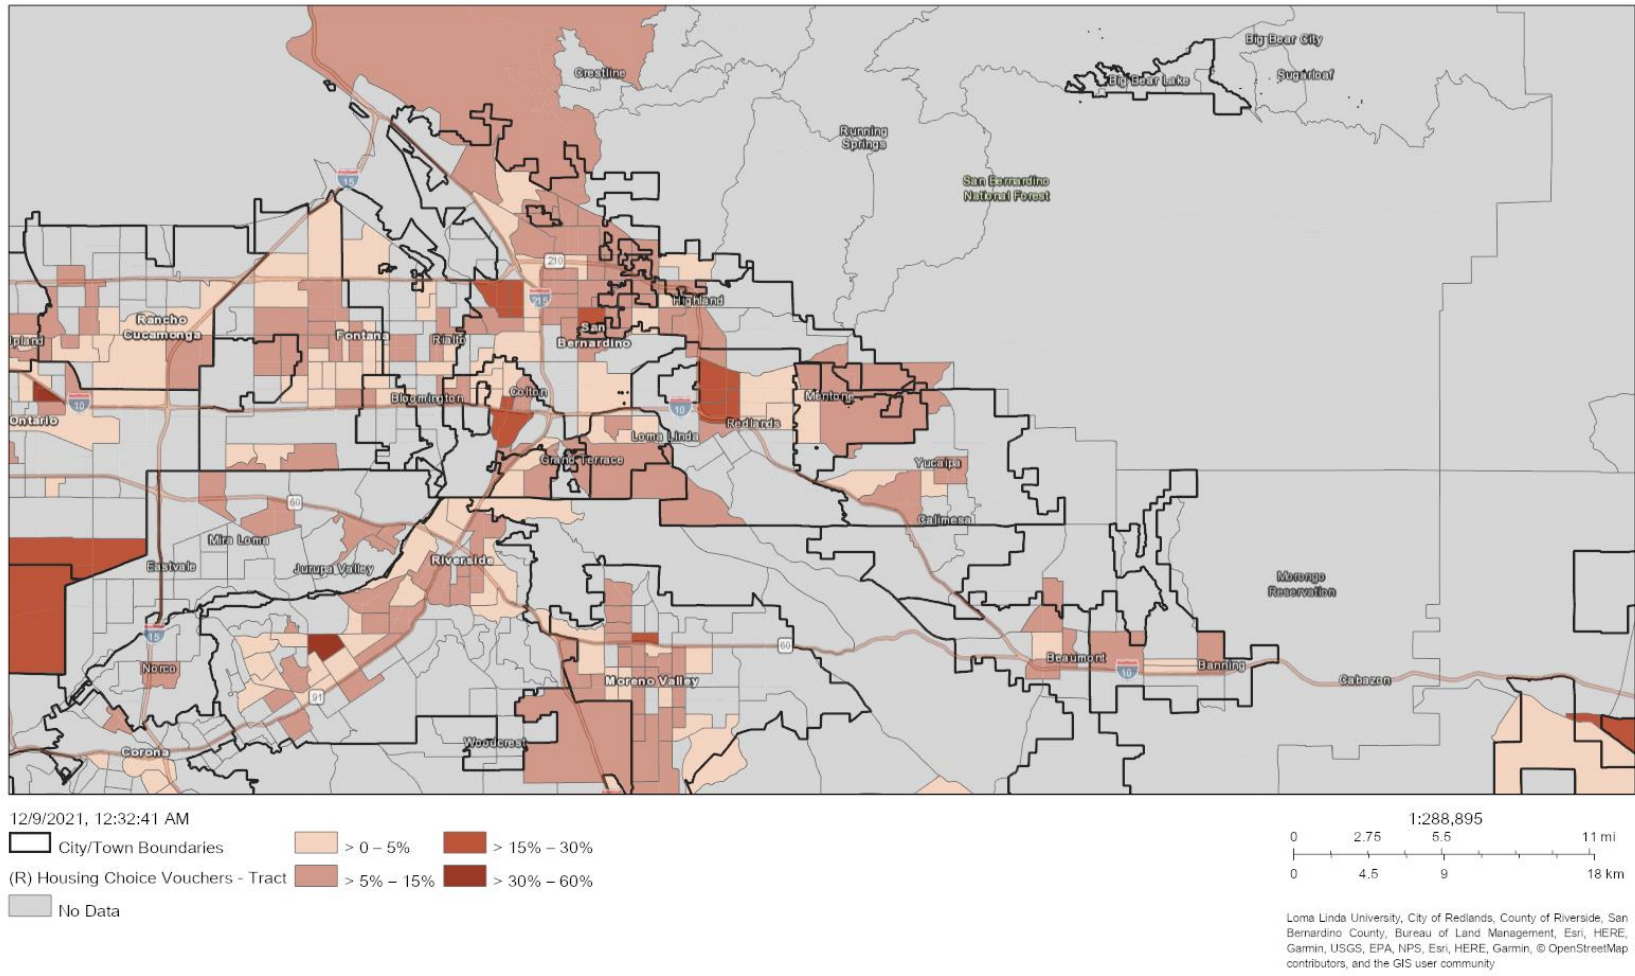 Big Bear City
Crestline
Big Bear Lake
Sugarloaf
Running
Springs
15
San Bernardino
National Forest
210
215
Highland
Rancho
Cucamonga
Fontana
Rialto
San
Bernardino
Upland
Bloomington
Colton
Mentone
10
10
Ontario
Redlands
Loma Linda
Grand Terrace
Yucaipa
60
Calimesa
Mira Loma
Riverside
Eastvale
Jurupa Valley
Morongo
Reservation
15
60
Norco
Beaumont
10
Banning
Moreno Valley
Cabazon
91
Woodcrest
Corona
12/9/2021, 12:32:41 AM
City/Town Boundaries
(R) Housing Choice Vouchers - Tract
No Data
> 0 – 5%
> 5% – 15%
> 15% – 30%
> 30% – 60%
1:288,895
0 2.75 5.5 11 mi
0 4.5 9 18 km
Loma Linda University, City of Redlands, County of Riverside, San
Bernardino County, Bureau of Land Management, Esri, HERE,
Garmin, USGS, EPA, NPS, Esri, HERE, Garmin, © OpenStreetMap
contributors, and the GIS user community